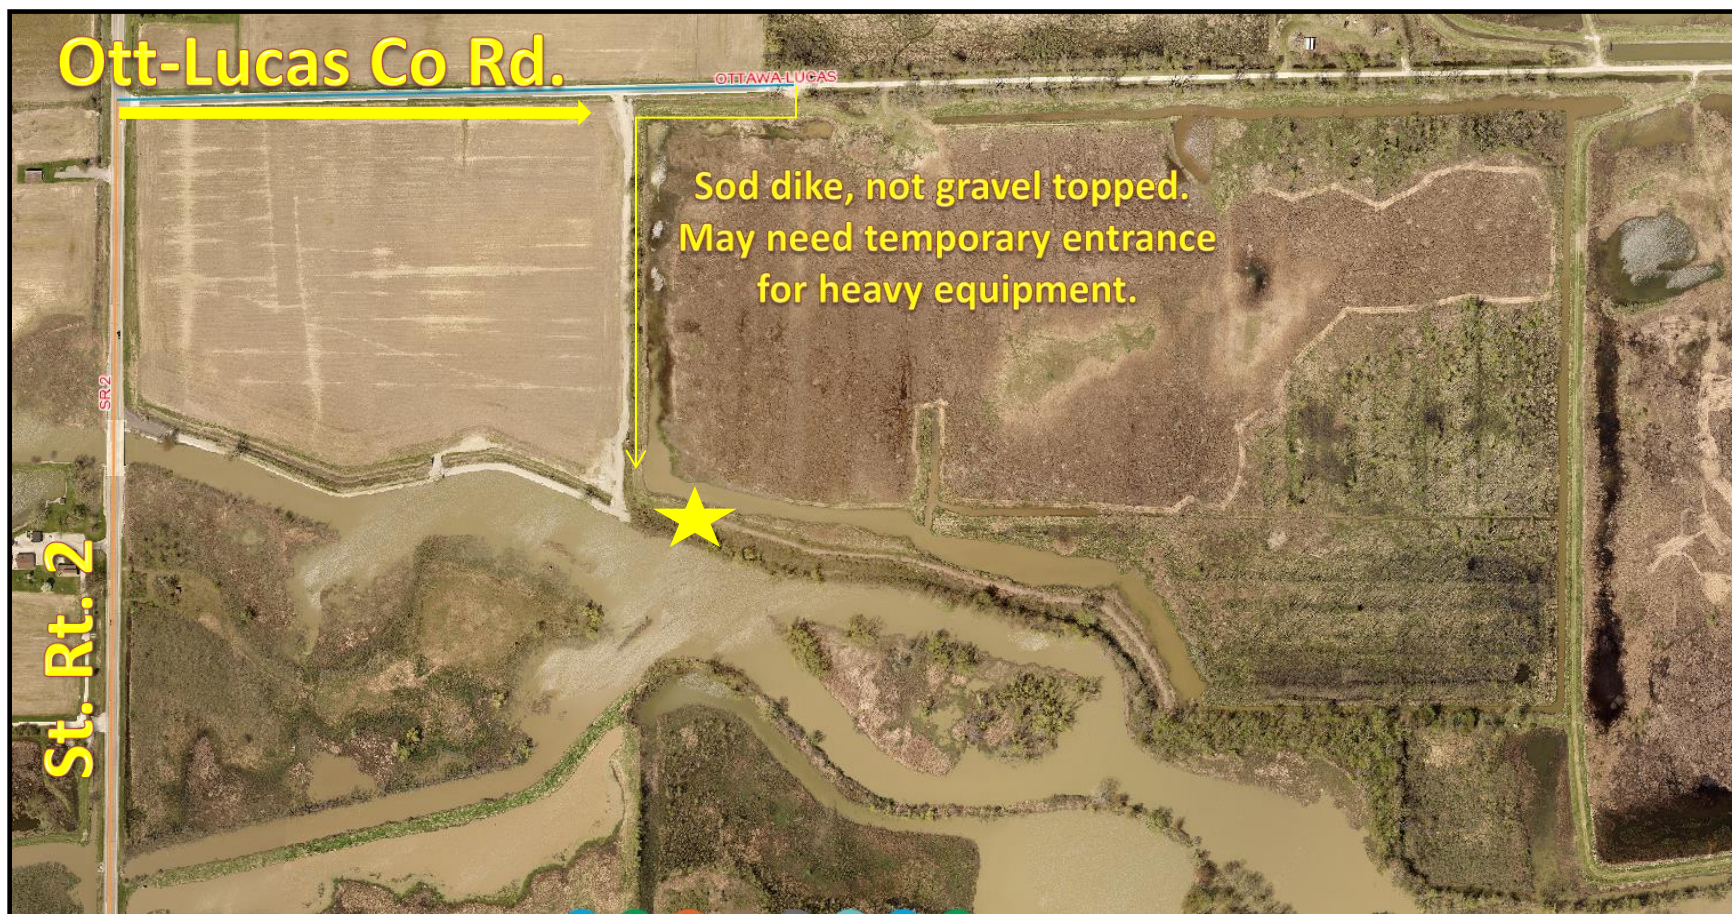 Ott-Lucas Co Rd.
OTTAWA-LUCAS
Sod dike, not gravel topped.
May need temporary entrance
for heavy equipment.
SR 2
St. Rt. 2